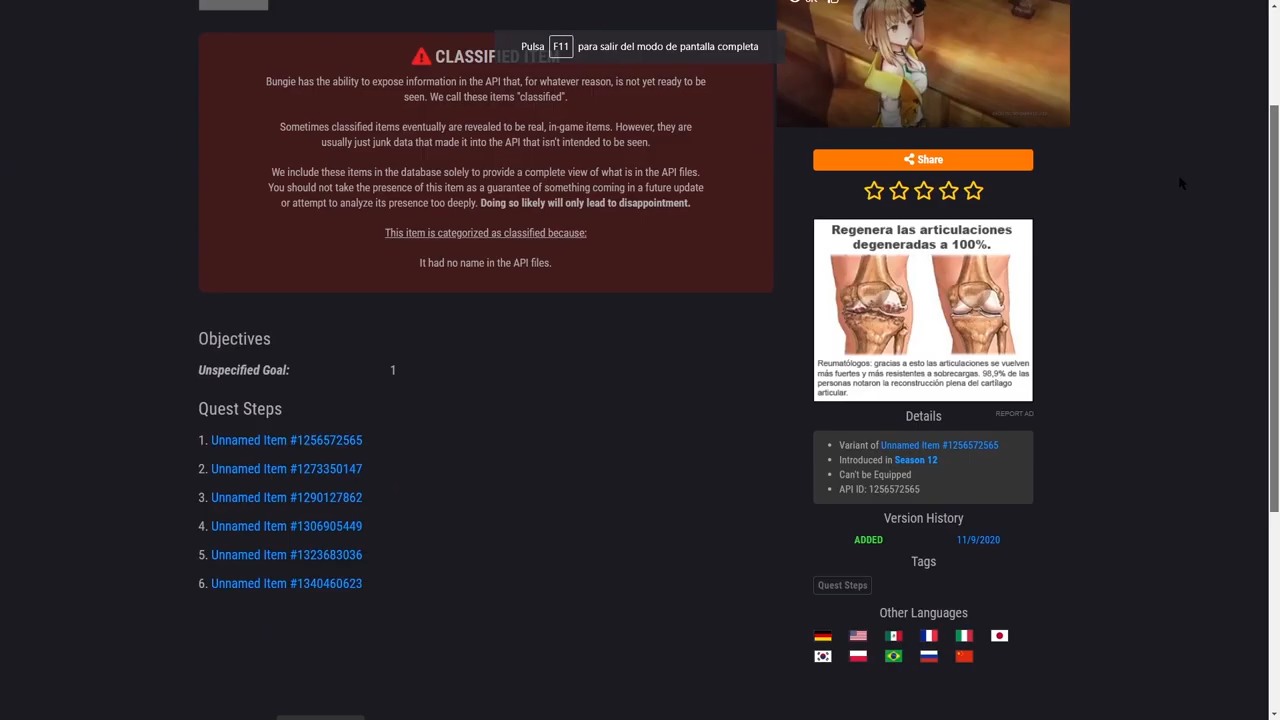 Pulsa F11 para salir del modo de pantalla completa
CLASSIFIED ITEM
Bungie has the ability to expose information in the API that, for whatever reason, is not yet ready to be
seen. We call these items "classified".
Sometimes classified items eventually are revealed to be real, in-game items. However, they are
usually just junk data that made it into the API that isn't intended to be seen.
We include these items in the database solely to provide a complete view of what is in the API files.
You should not take the presence of this item as a guarantee of something coming in a future update
or attempt to analyze its presence too deeply. Doing so likely will only lead to disappointment.
This item is categorized as classified because:
It had no name in the API files.
Objectives
Unspecified Goal: 1
Quest Steps
1. Unnamed Item #1256572565
2. Unnamed Item #1273350147
3. Unnamed Item #1290127862
4. Unnamed Item #1306905449
5. Unnamed Item #1323683036
6. Unnamed Item #1340460623
Share
Regenera las articulaciones
degeneradas a 100%.
Reumatólogos: gracias a esto las articulaciones se vuelven
más fuertes y más resistentes a sobrecargas. 98,9% de las
personas notaron la reconstrucción plena del cartílago
articular.
Details
REPORT AD
Variant of Unnamed Item #1256572565
Introduced in Season 12
Can't be Equipped
API ID: 1256572565
Version History
ADDED 11/9/2020
Tags
Quest Steps
Other Languages